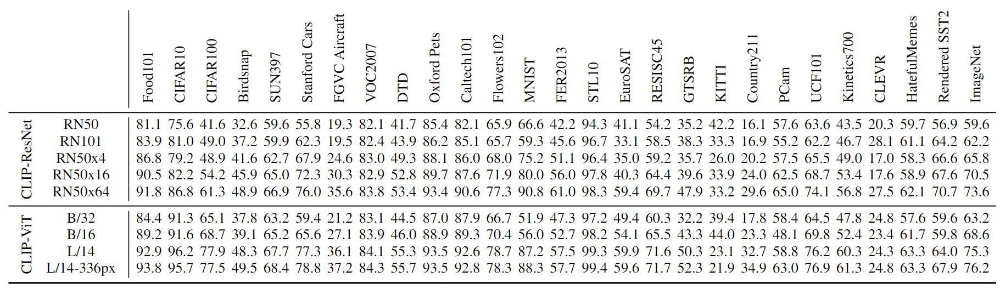 Food101 CIFAR10 CIFAR100 Birdsnap SUN397 Stanford Cars FGVC Aircraft VOC2007 DTD Oxford Pets Caltech101 Flowers102 MNIST FER2013 STL10 EuroSAT RESISC45 GTSRB KITTI Country211 PCam UCF101 Kinetics700 CLEVR HatefulMemes Rendered SST2 ImageNet
CLIP-ResNet
RN50 81.1 75.6 41.6 32.6 59.6 55.8 19.3 82.1 41.7 85.4 82.1 65.9 66.6 42.2 94.3 41.1 54.2 35.2 42.2 16.1 57.6 63.6 43.5 20.3 59.7 56.9 59.6
RN101 83.9 81.0 49.0 37.2 59.9 62.3 19.5 82.4 43.9 86.2 85.1 65.7 59.3 45.6 96.7 33.1 58.5 38.3 33.3 16.9 55.2 62.2 46.7 28.1 61.1 64.2 62.2
RN50x4 86.8 79.2 48.9 41.6 62.7 67.9 24.6 83.0 49.3 88.1 86.0 68.0 75.2 51.1 96.4 35.0 59.2 35.7 26.0 20.2 57.5 65.5 49.0 17.0 58.3 66.6 65.8
RN50x16 90.5 82.2 54.2 45.9 65.0 72.3 30.3 82.9 52.8 89.7 87.6 71.9 80.0 56.0 97.8 40.3 64.4 39.6 33.9 24.0 62.5 68.7 53.4 17.6 58.9 67.6 70.5
RN50x64 91.8 86.8 61.3 48.9 66.9 76.0 35.6 83.8 53.4 93.4 90.6 77.3 90.8 61.0 98.3 59.4 69.7 47.9 33.2 29.6 65.0 74.1 56.8 27.5 62.1 70.7 73.6
CLIP-ViT
B/32 84.4 91.3 65.1 37.8 63.2 59.4 21.2 83.1 44.5 87.0 87.9 66.7 51.9 47.3 97.2 49.4 60.3 32.2 39.4 17.8 58.4 64.5 47.8 24.8 57.6 59.6 63.2
B/16 89.2 91.6 68.7 39.1 65.2 65.6 27.1 83.9 46.0 88.9 89.3 70.4 56.0 52.7 98.2 54.1 65.5 43.3 44.0 23.3 48.1 69.8 52.4 23.4 61.7 59.8 68.6
L/14 92.9 96.2 77.9 48.3 67.7 77.3 36.1 84.1 55.3 93.5 92.6 78.7 87.2 57.5 99.3 59.9 71.6 50.3 23.1 32.7 58.8 76.2 60.3 24.3 63.3 64.0 75.3
L/14-336px 93.8 95.7 77.5 49.5 68.4 78.8 37.2 84.3 55.7 93.5 92.8 78.3 88.3 57.7 99.4 59.6 71.7 52.3 21.9 34.9 63.0 76.9 61.3 24.8 63.3 67.9 76.2